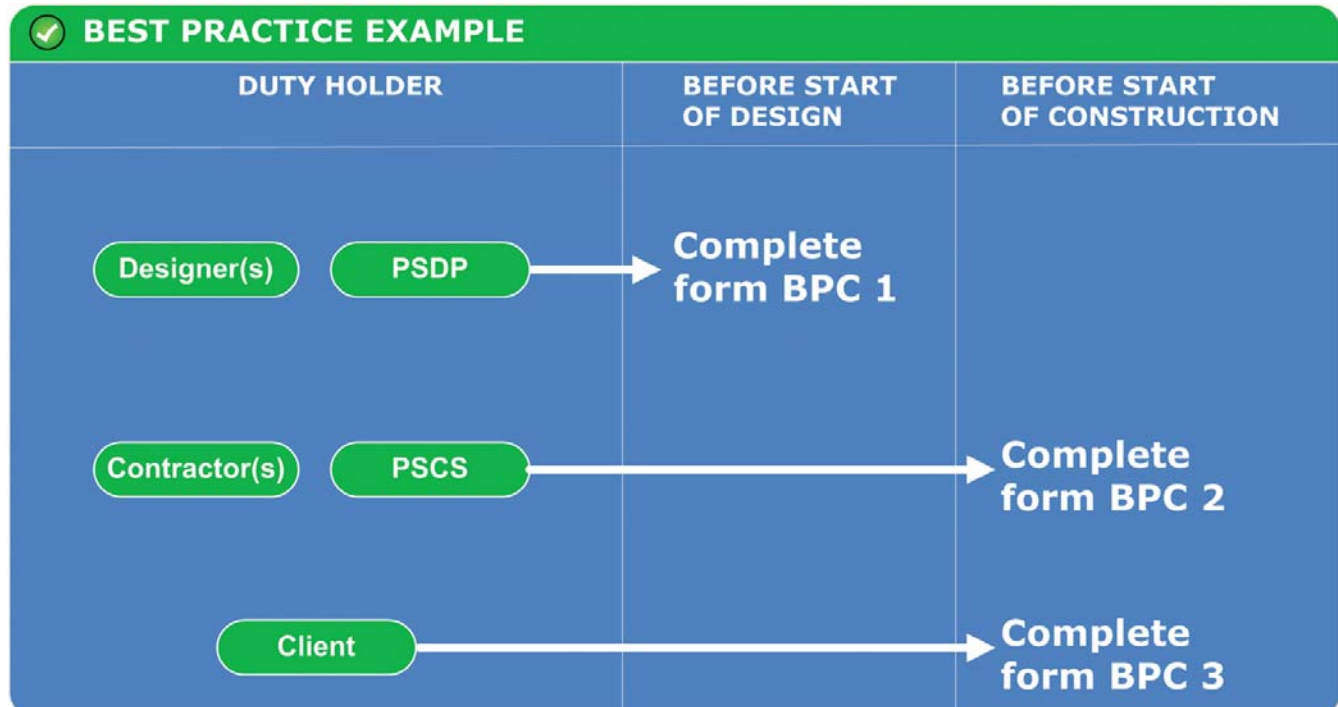 BEST PRACTICE EXAMPLE
DUTY HOLDER
BEFORE START
OF DESIGN
BEFORE START
OF CONSTRUCTION
Designer(s)
PSDP
Complete
form BPC 1
Contractor(s)
PSCS
Complete
form BPC 2
Client
Complete
form BPC 3